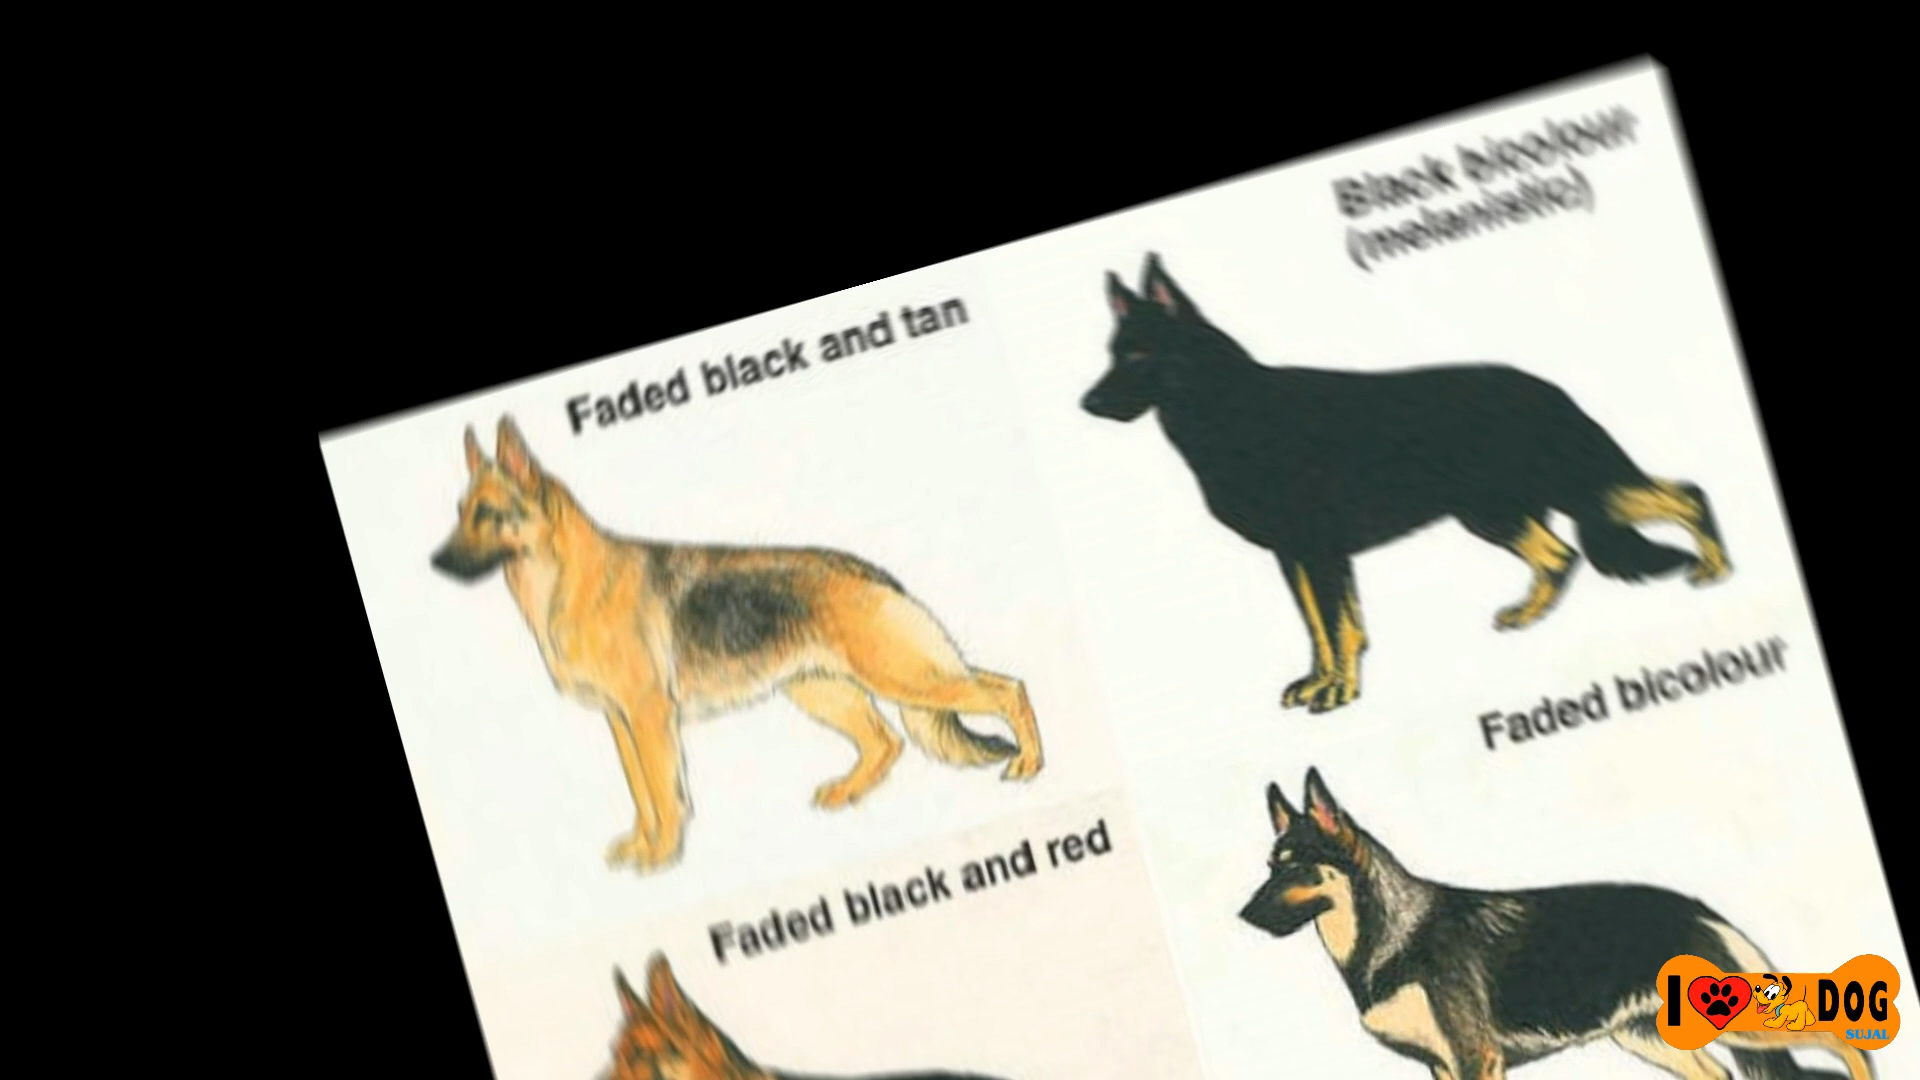 Faded black and tan
Black bicolour
(melanistic)
Faded bicolour
Faded black and red
I DOG
SUJAL